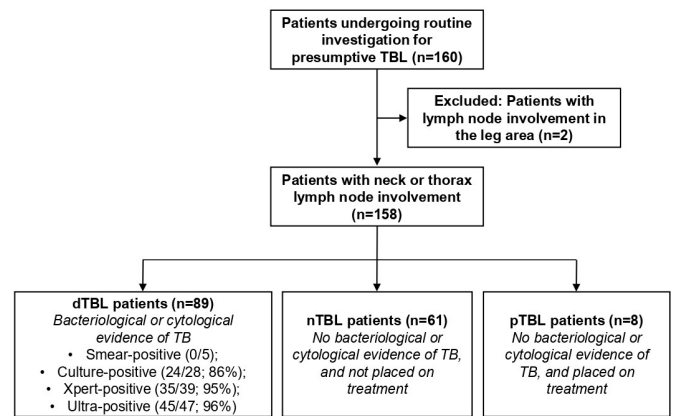 Patients undergoing routine
investigation for
presumptive TBL (n=160)
Excluded: Patients with
lymph node involvement in
the leg area (n=2)
Patients with neck or thorax
lymph node involvement
(n=158)
dTBL patients (n=89)
Bacteriological or cytological
evidence of TB
• Smear-positive (0/5);
• Culture-positive (24/28; 86%);
• Xpert-positive (35/39; 95%);
• Ultra-positive (45/47; 96%)
nTBL patients (n=61)
No bacteriological or
cytological evidence of TB,
and not placed on
treatment
pTBL patients (n=8)
No bacteriological or
cytological evidence of
TB, and placed on
treatment